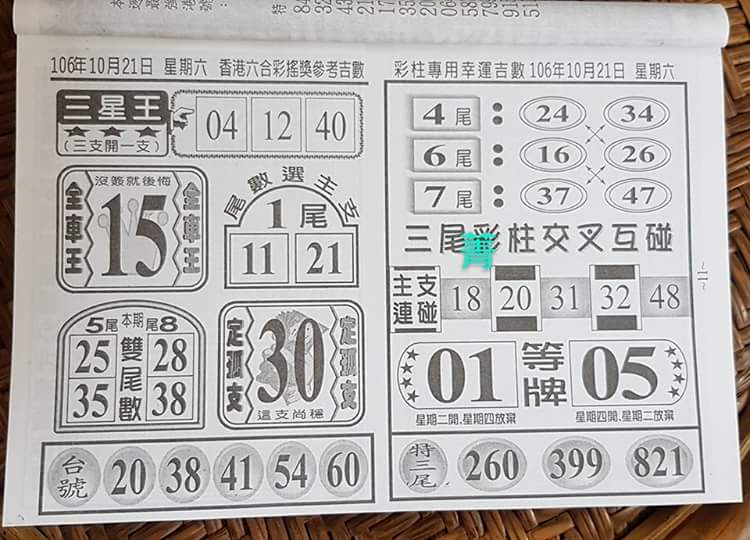 特
106年10月21日 星期六 香港六合彩搖獎參考吉數
三星王
★★★
(三支開一支)
04 12 40
沒簽就後悔
全車王
15
全車王
尾數選主支
1尾
11 21
5尾 本期 尾8
雙尾數
25 28
35 38
定孤支
30
定孤支
這支尚穩
台號 20 38 41 54 60
彩柱專用幸運吉數 106年10月21日 星期六
4尾: 24 34
6尾: 16 26
7尾: 37 47
三尾彩柱交叉互碰
菁
主支連碰 18 20 31 32 48
01 等牌 05
星期二開.星期四放棄 星期四開.星期二放棄
特三尾 260 399 821
~二~